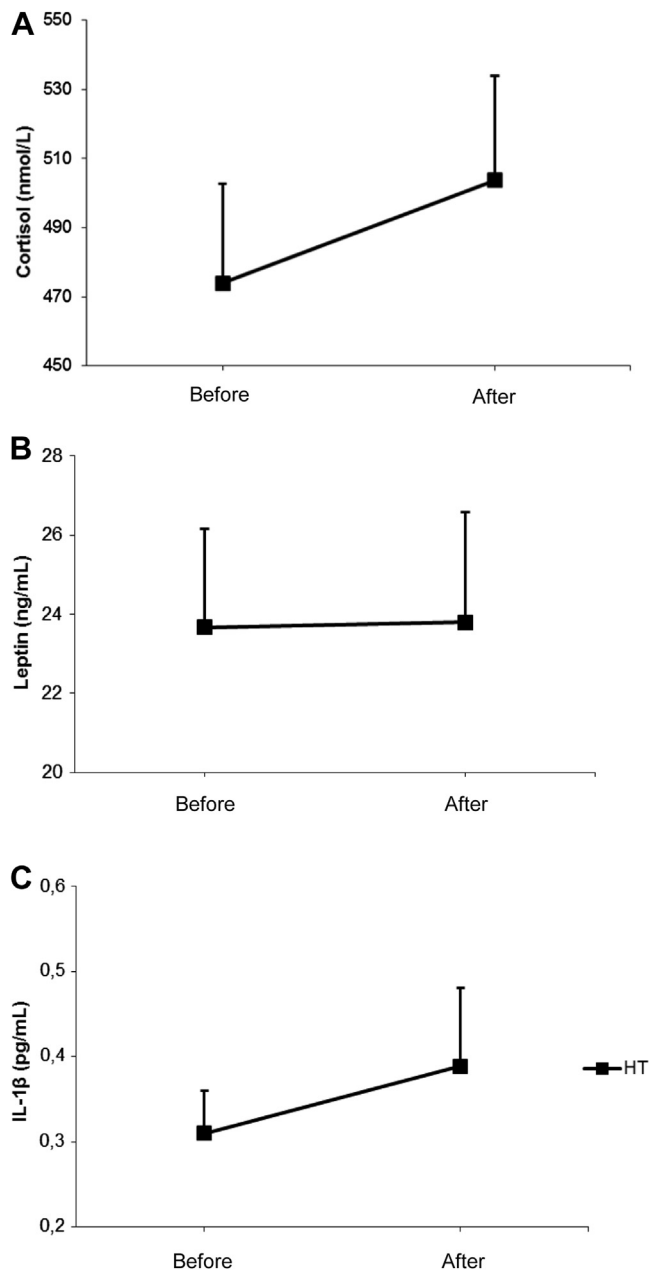 A
Cortisol (nmol/L)
550
530
510
490
470
450
Before After
B
Leptin (ng/mL)
28
26
24
22
20
Before After
C
IL-1β (pg/mL)
0,6
0,5
0,4
0,3
0,2
HT
Before After